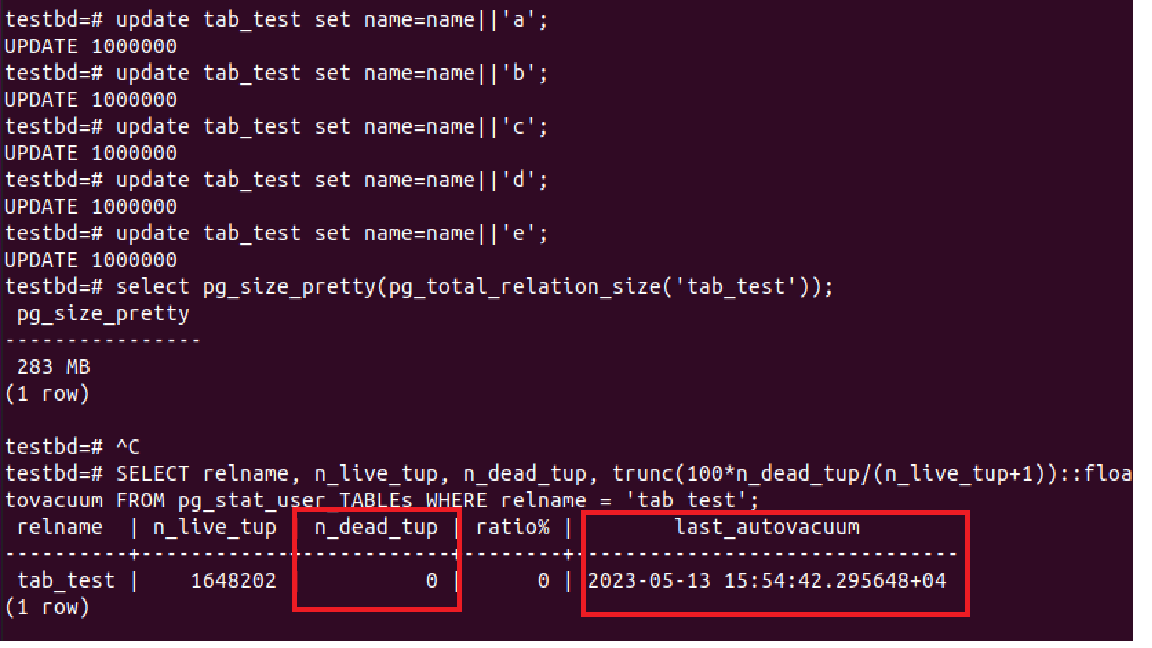 testbd=# update tab_test set name=name||'a';
UPDATE 1000000
testbd=# update tab_test set name=name||'b';
UPDATE 1000000
testbd=# update tab_test set name=name||'c';
UPDATE 1000000
testbd=# update tab_test set name=name||'d';
UPDATE 1000000
testbd=# update tab_test set name=name||'e';
UPDATE 1000000
testbd=# select pg_size_pretty(pg_total_relation_size('tab_test'));
 pg_size_pretty
----------------
 283 MB
(1 row)

testbd=# ^C
testbd=# SELECT relname, n_live_tup, n_dead_tup, trunc(100*n_dead_tup/(n_live_tup+1))::floa
tovacuum FROM pg_stat_user_TABLEs WHERE relname = 'tab_test';
 relname  | n_live_tup | n_dead_tup | ratio% |        last_autovacuum
----------+------------+------------+--------+-------------------------------
 tab_test |    1648202 |          0 |      0 | 2023-05-13 15:54:42.295648+04
(1 row)